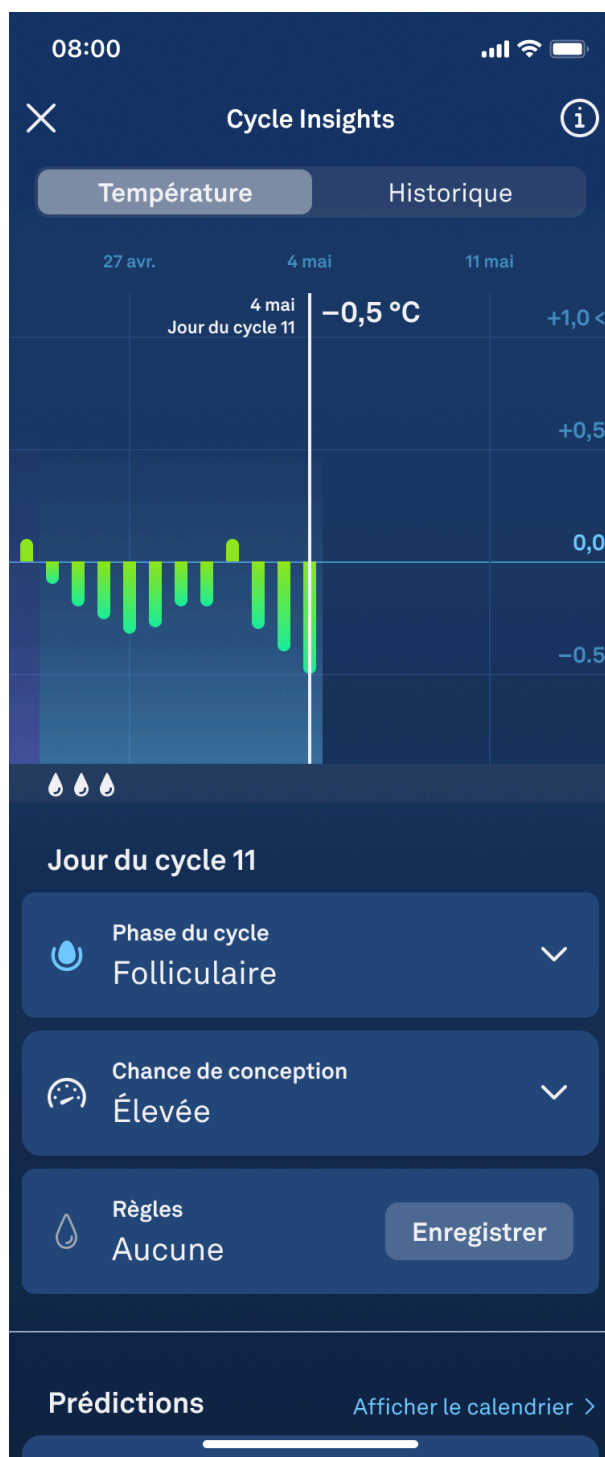 08:00
Cycle Insights
Température Historique
27 avr. 4 mai 11 mai
4 mai
Jour du cycle 11
−0,5 °C
+1,0 <
+0,5
0,0
−0.5
Jour du cycle 11
Phase du cycle
Folliculaire
Chance de conception
Élevée
Règles
Aucune
Enregistrer
Prédictions
Afficher le calendrier >